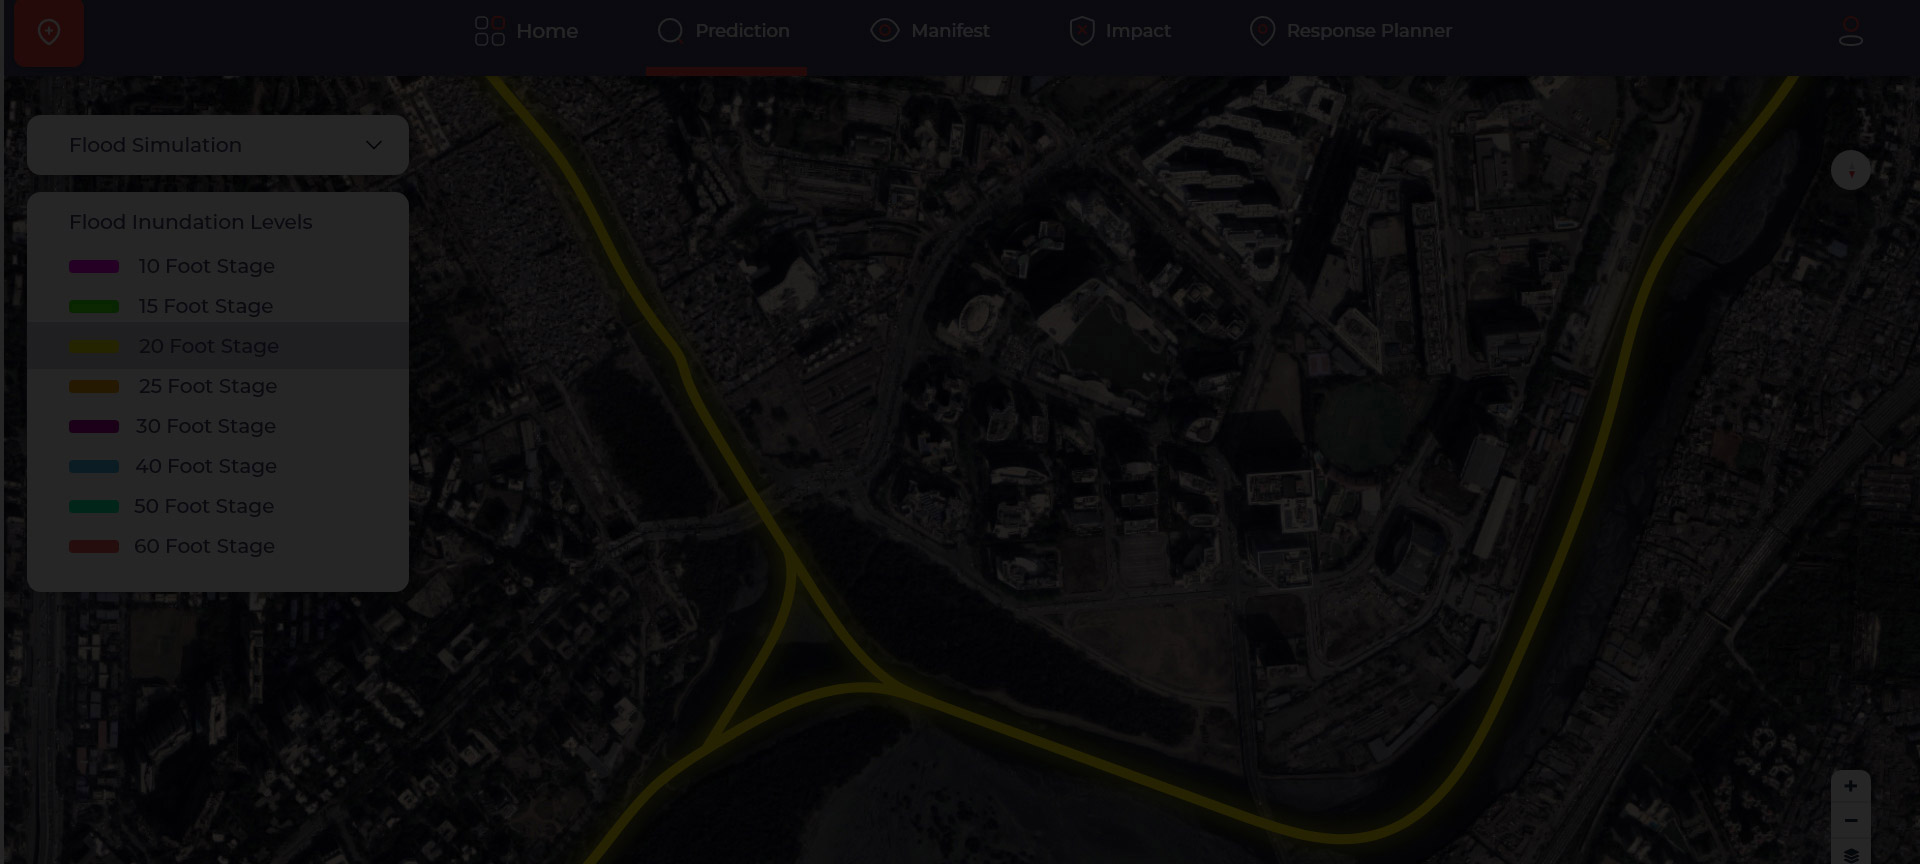 Home
Prediction
Manifest
Impact
Response Planner
Flood Simulation
Flood Inundation Levels
10 Foot Stage
15 Foot Stage
20 Foot Stage
25 Foot Stage
30 Foot Stage
40 Foot Stage
50 Foot Stage
60 Foot Stage